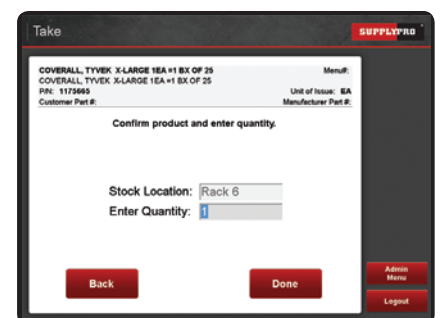 Take
SUPPLYPRO
COVERALL, TYVEK X-LARGE 1EA =1 BX OF 25 Menu#:
COVERALL, TYVEK X-LARGE 1EA =1 BX OF 25
P/N: 1175665 Unit of Issue: EA
Customer Part #: Manufacturer Part #:
Confirm product and enter quantity.
Stock Location: Rack 6
Enter Quantity: 1
Back Done
Admin
Menu
Logout